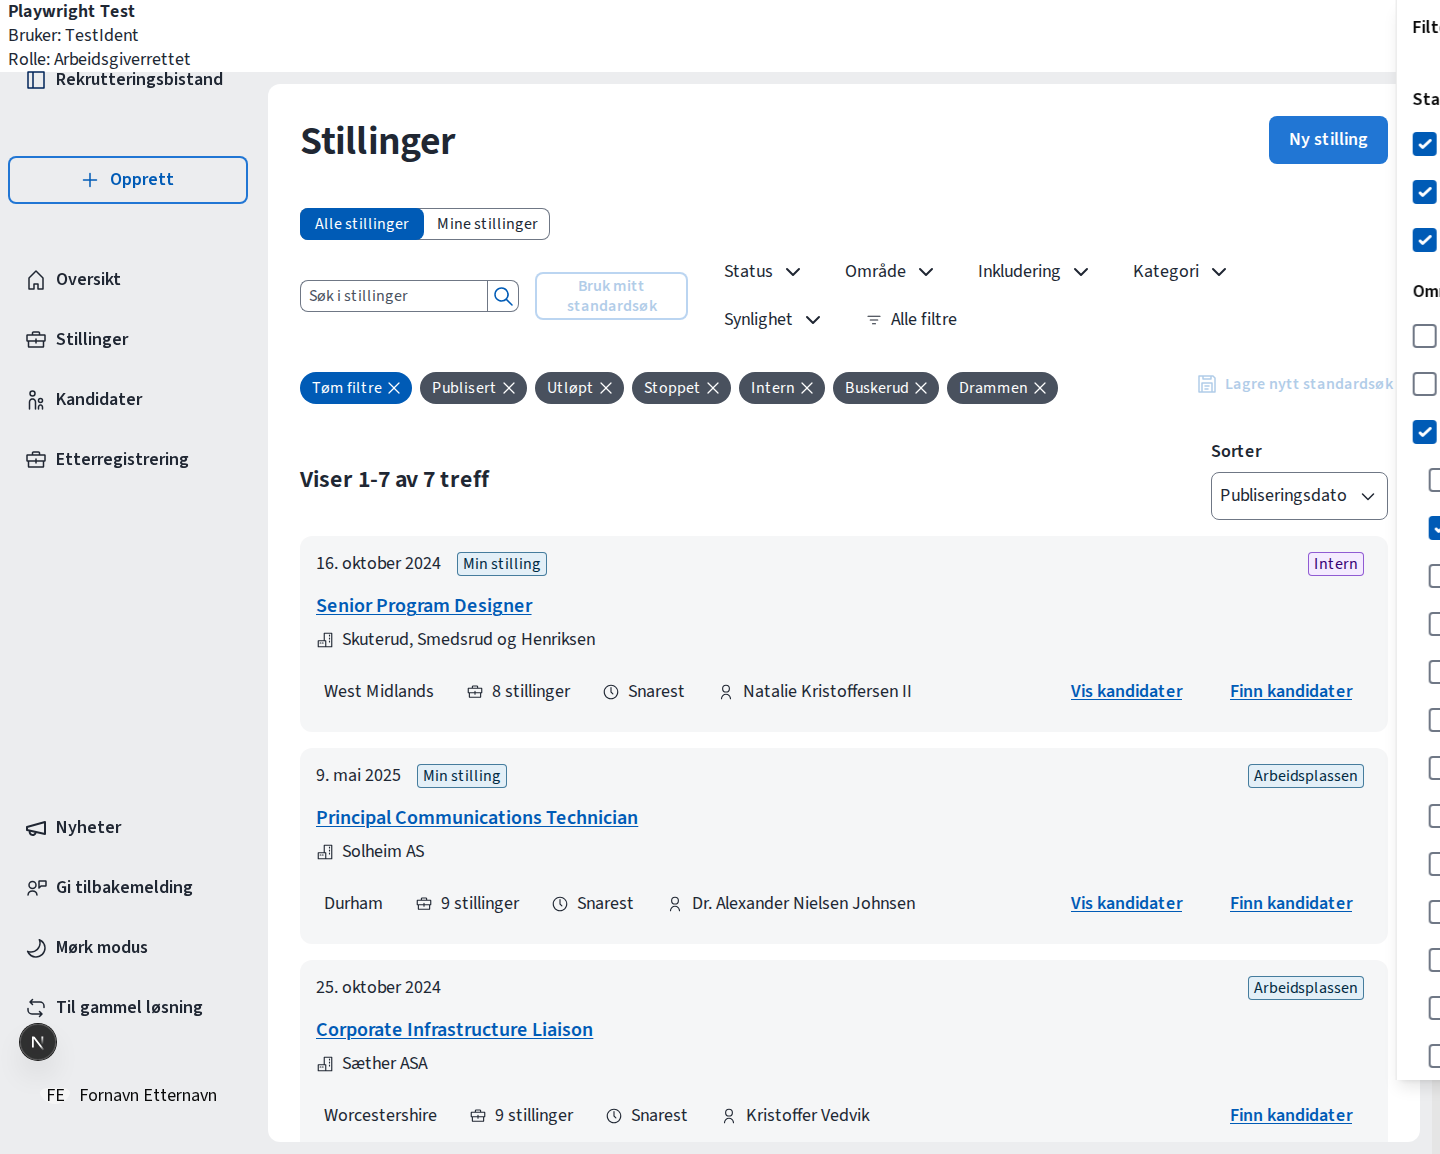 Playwright Test
Bruker: TestIdent
Rolle: Arbeidsgiverrettet
Rekrutteringsbistand
Opprett
Oversikt
Stillinger
Kandidater
Etterregistrering
Nyheter
Gi tilbakemelding
Mørk modus
Til gammel løsning
N
FE Fornavn Etternavn
Stillinger
Ny stilling
Alle stillinger Mine stillinger
Søk i stillinger
Bruk mitt
standardsøk
Status Område Inkludering Kategori
Synlighet Alle filtre
Tøm filtre Publisert Utløpt Stoppet Intern Buskerud Drammen
Lagre nytt standardsøk
Viser 1-7 av 7 treff
Sorter
Publiseringsdato
16. oktober 2024 Min stilling Intern
Senior Program Designer
Skuterud, Smedsrud og Henriksen
West Midlands 8 stillinger Snarest Natalie Kristoffersen II Vis kandidater Finn kandidater
9. mai 2025 Min stilling Arbeidsplassen
Principal Communications Technician
Solheim AS
Durham 9 stillinger Snarest Dr. Alexander Nielsen Johnsen Vis kandidater Finn kandidater
25. oktober 2024 Arbeidsplassen
Corporate Infrastructure Liaison
Sæther ASA
Worcestershire 9 stillinger Snarest Kristoffer Vedvik Finn kandidater